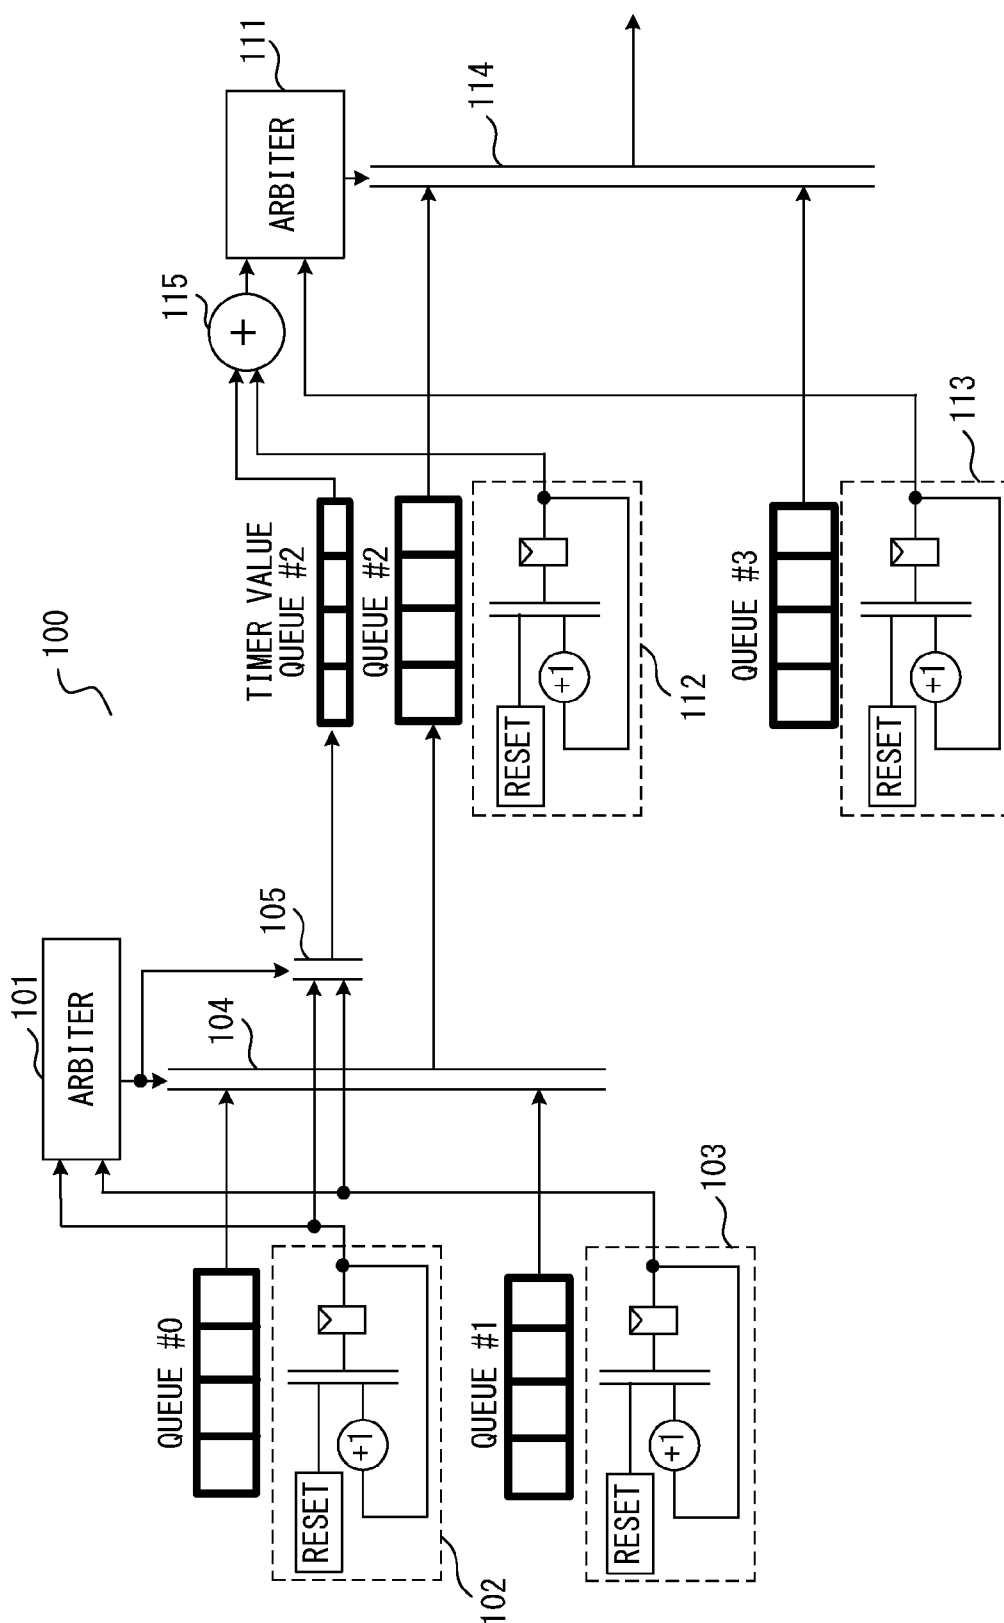 100
101
ARBITER
104
105
QUEUE #0
RESET
+1
102
QUEUE #1
RESET
+1
103
TIMER VALUE
QUEUE #2
QUEUE #2
RESET
+1
112
QUEUE #3
RESET
+1
113
115
+
ARBITER
111
114